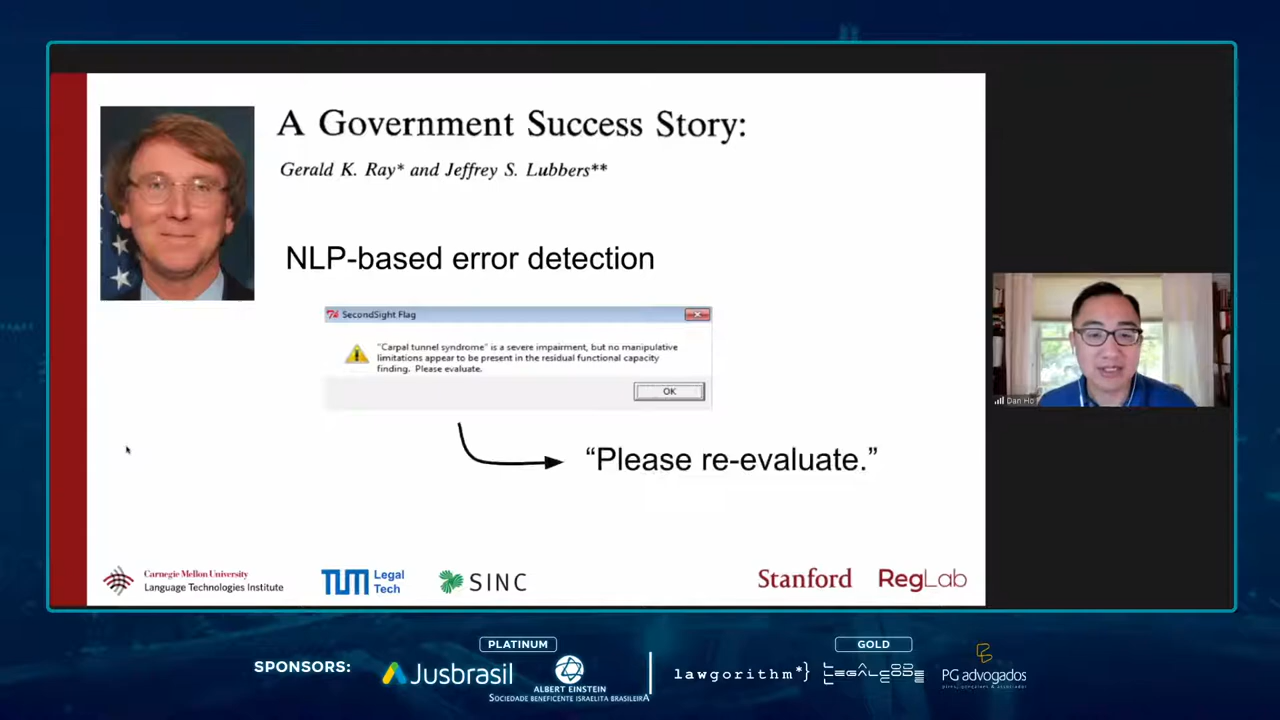 A Government Success Story:
Gerald K. Ray* and Jeffrey S. Lubbers**
NLP-based error detection
SecondSight Flag
"Carpal tunnel syndrome" is a severe impairment, but no manipulative
limitations appear to be present in the residual functional capacity
finding. Please evaluate.
OK
“Please re-evaluate.”
Carnegie Mellon University
Language Technologies Institute
TUM Legal
Tech
SINC
Stanford
RegLab
Dan Ho
SPONSORS:
PLATINUM
Jusbrasil
ALBERT EINSTEIN
SOCIEDADE BENEFICENTE ISRAELITA BRASILEIRA
GOLD
lawgorithm*}
LEGALCODE
PG advogados